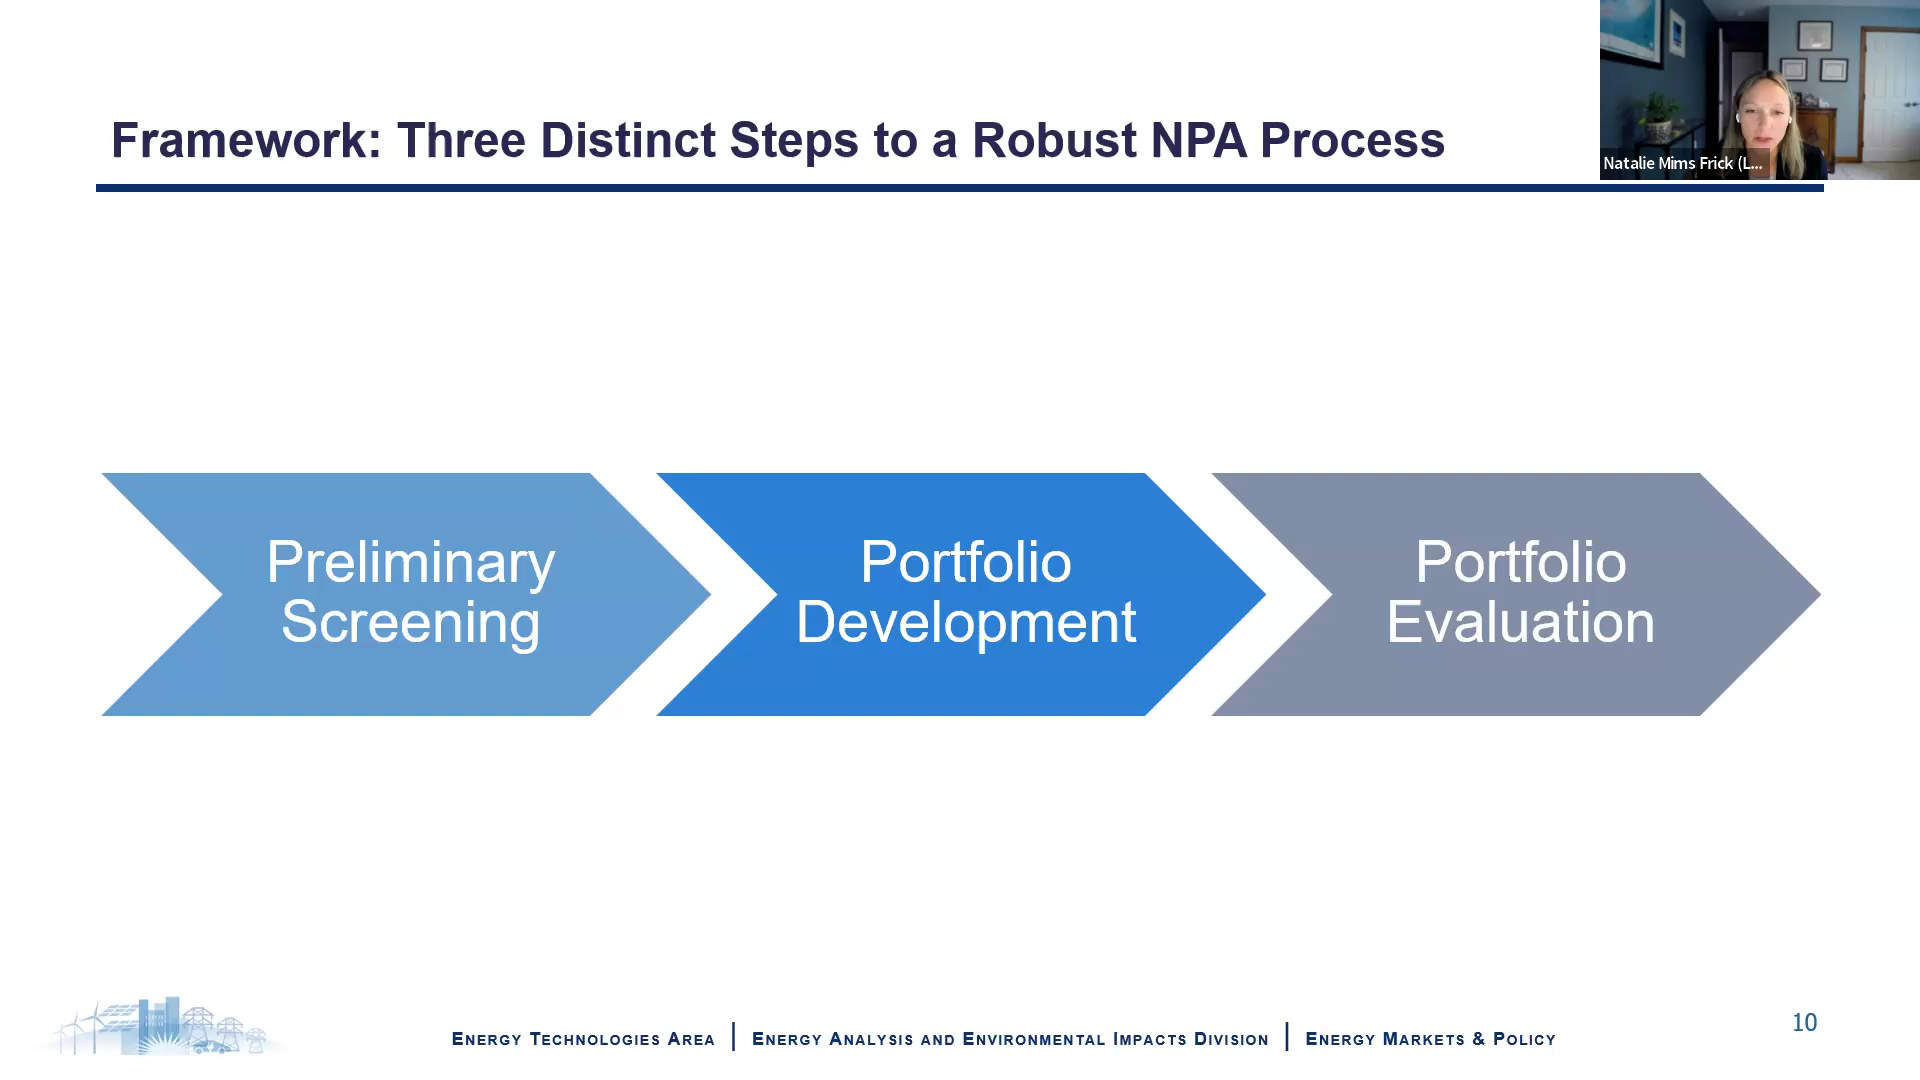 Framework: Three Distinct Steps to a Robust NPA Process
Natalie Mims Frick (L...
Preliminary
Screening
Portfolio
Development
Portfolio
Evaluation
ENERGY TECHNOLOGIES AREA | ENERGY ANALYSIS AND ENVIRONMENTAL IMPACTS DIVISION | ENERGY MARKETS & POLICY
10